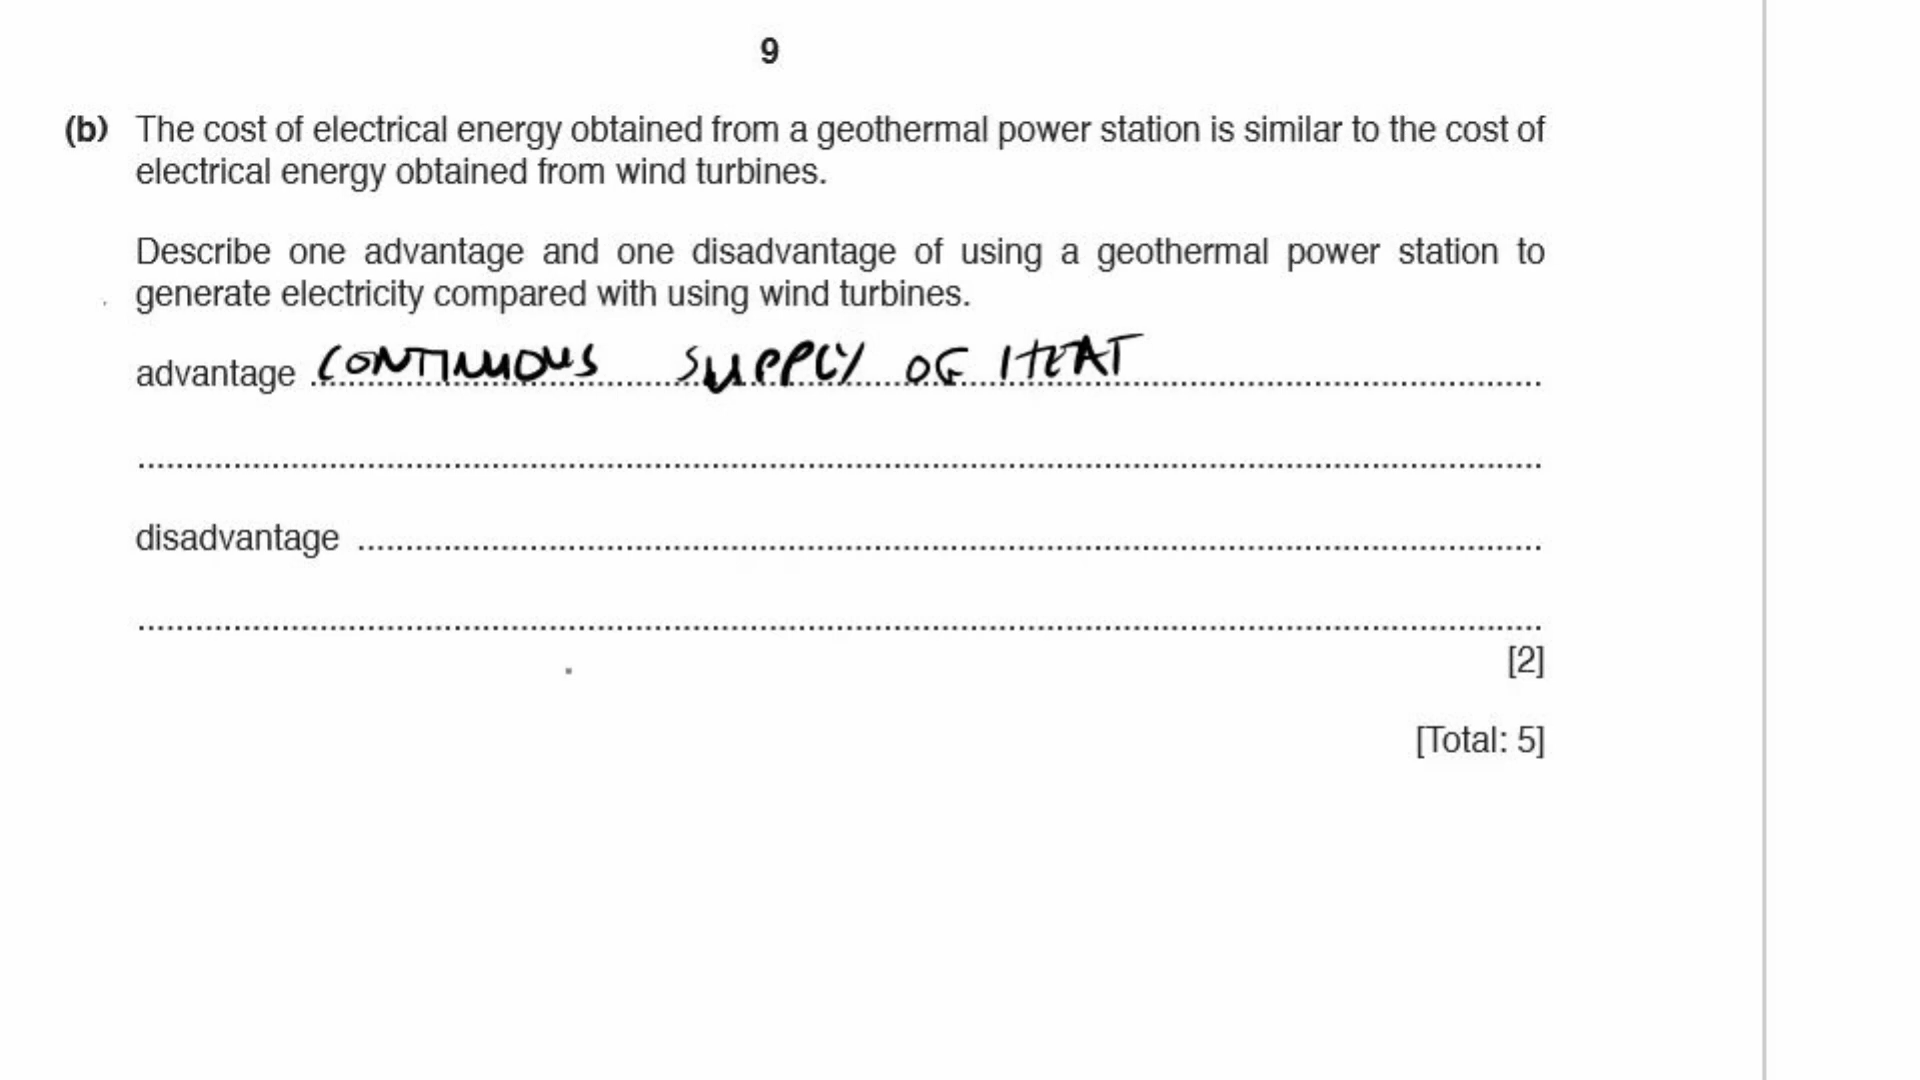 9
(b) The cost of electrical energy obtained from a geothermal power station is similar to the cost of
electrical energy obtained from wind turbines.
Describe one advantage and one disadvantage of using a geothermal power station to
generate electricity compared with using wind turbines.
advantage CONTINUOUS SUPPLY OF HEAT
disadvantage
[2]
[Total: 5]